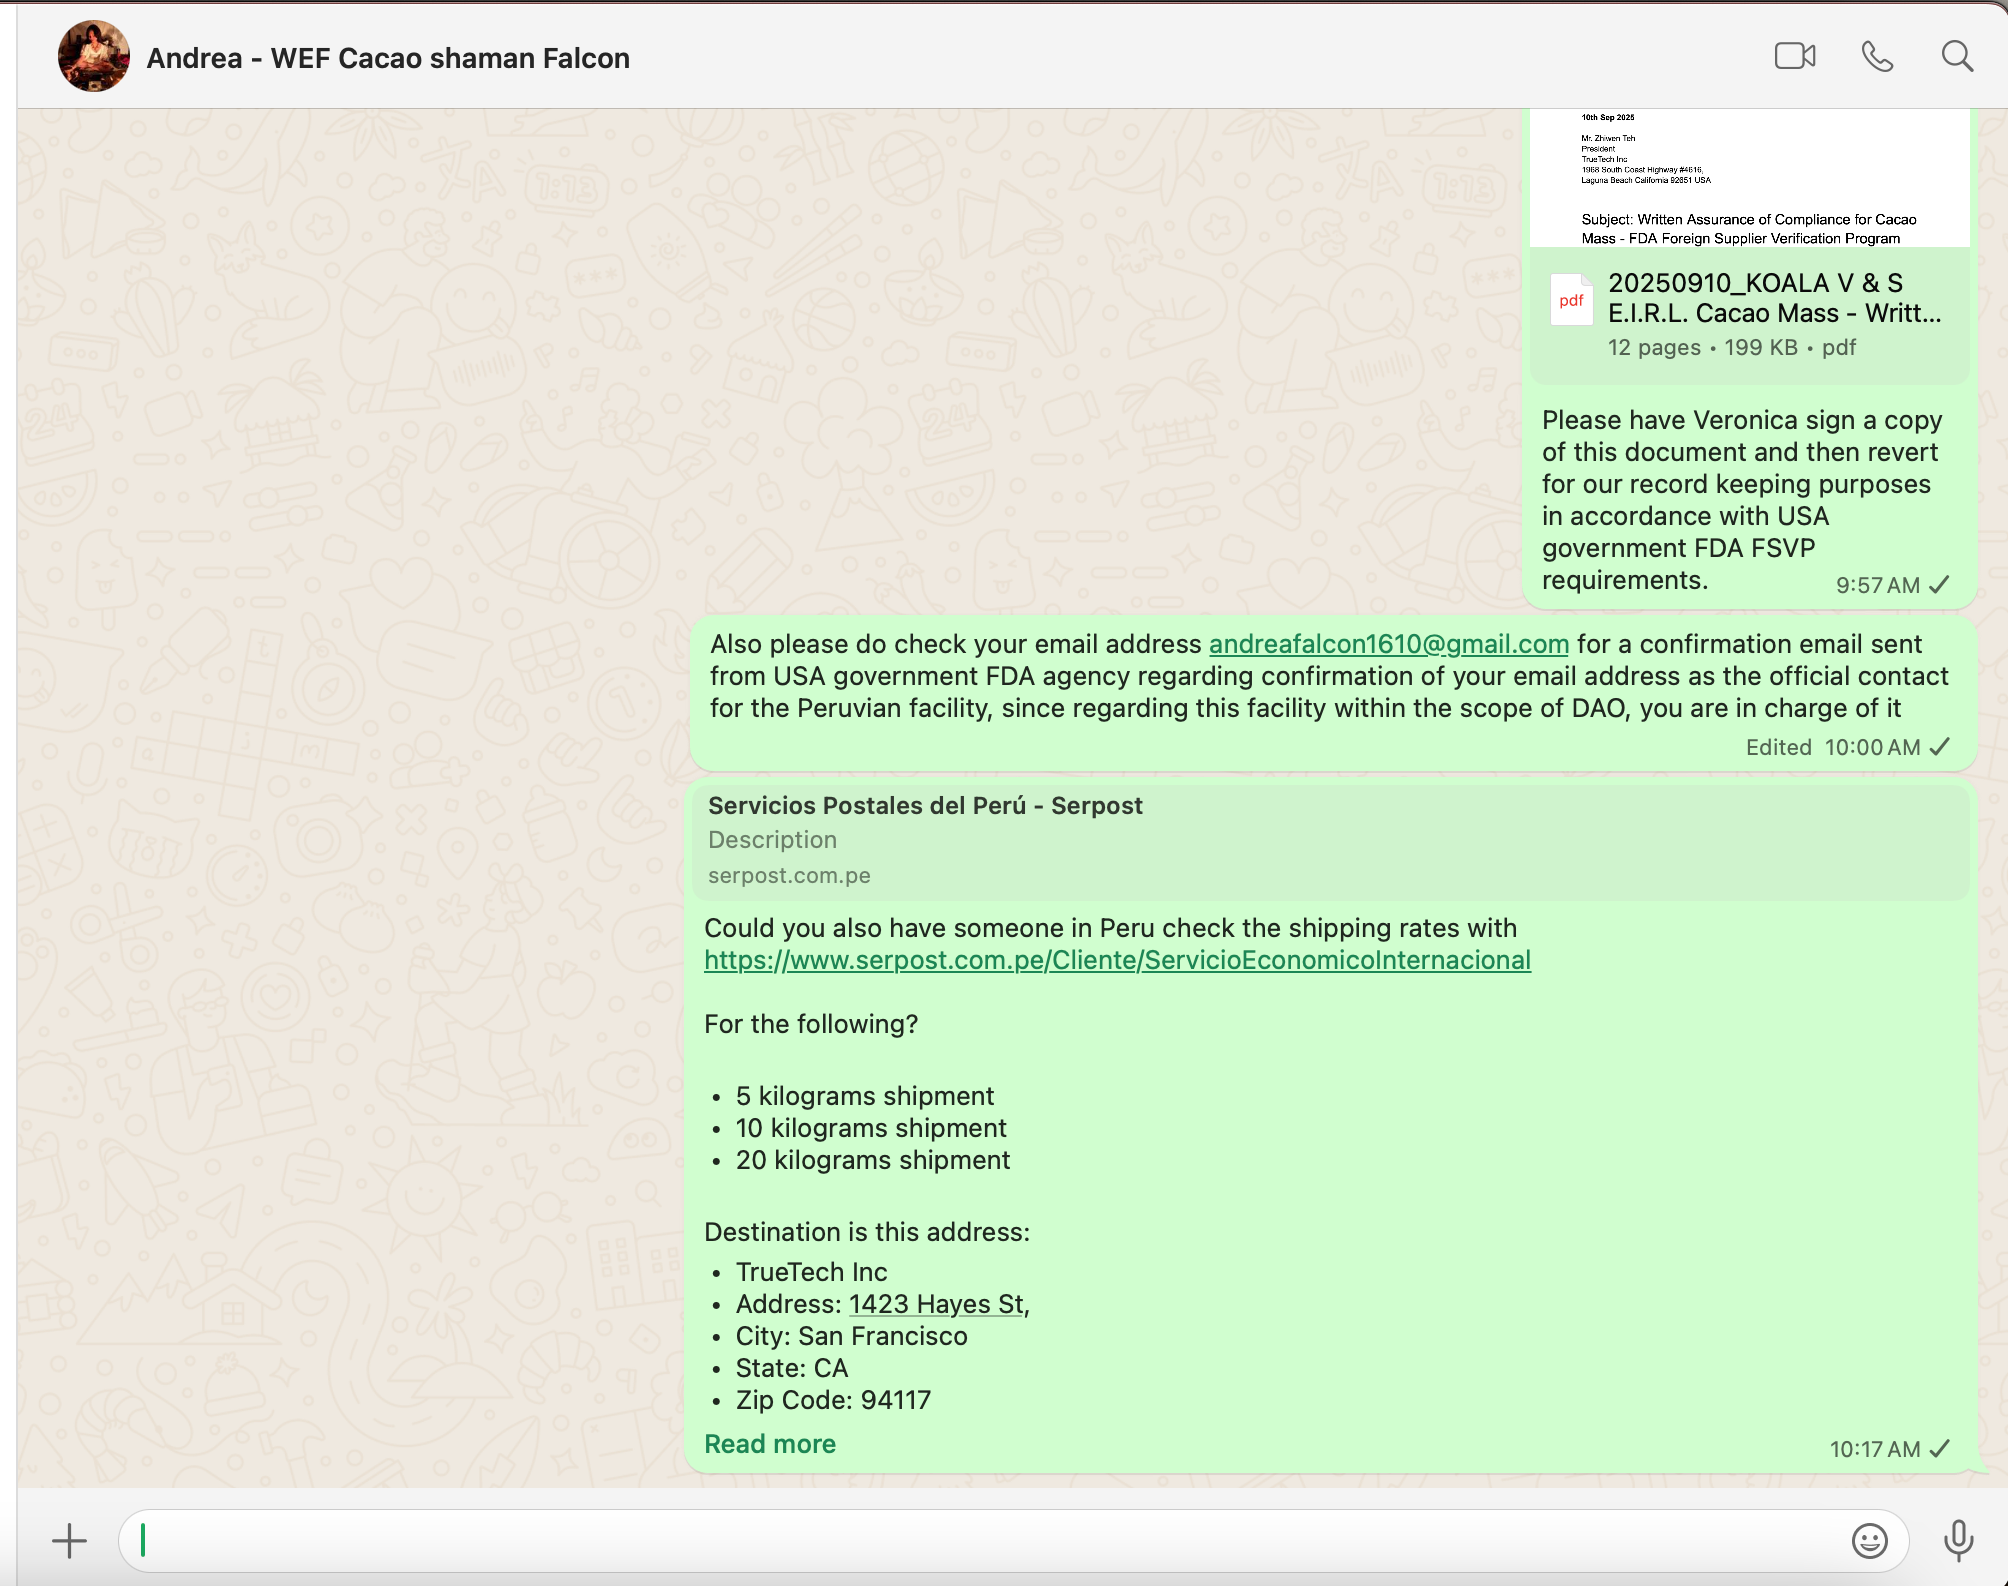 Andrea - WEF Cacao shaman Falcon
10th Sep 2025
Mr. Zhiwen Teh
President
TrueTech Inc
1968 South Coast Highway #4616,
Laguna Beach California 92651 USA
Subject: Written Assurance of Compliance for Cacao
Mass - FDA Foreign Supplier Verification Program
pdf
20250910_KOALA V & S
E.I.R.L. Cacao Mass - Writt...
12 pages • 199 KB • pdf
Please have Veronica sign a copy
of this document and then revert
for our record keeping purposes
in accordance with USA
government FDA FSVP
requirements.
9:57 AM
Also please do check your email address andreafalcon1610@gmail.com for a confirmation email sent
from USA government FDA agency regarding confirmation of your email address as the official contact
for the Peruvian facility, since regarding this facility within the scope of DAO, you are in charge of it
Edited 10:00 AM
Servicios Postales del Perú - Serpost
Description
serpost.com.pe
Could you also have someone in Peru check the shipping rates with
https://www.serpost.com.pe/Cliente/ServicioEconomicoInternacional
For the following?
• 5 kilograms shipment
• 10 kilograms shipment
• 20 kilograms shipment
Destination is this address:
• TrueTech Inc
• Address: 1423 Hayes St,
• City: San Francisco
• State: CA
• Zip Code: 94117
Read more
10:17 AM